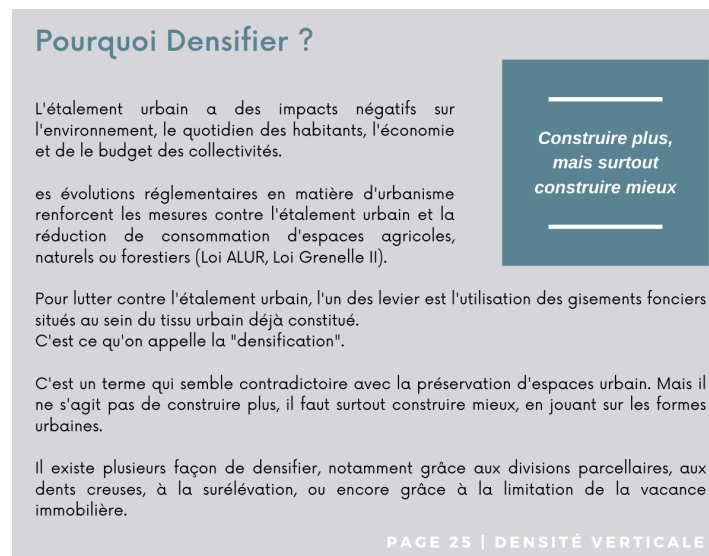 Pourquoi Densifier ?
L'étalement urbain a des impacts négatifs sur
l'environnement, le quotidien des habitants, l'économie
et de le budget des collectivités.
es évolutions réglementaires en matière d'urbanisme
renforcent les mesures contre l'étalement urbain et la
réduction de consommation d'espaces agricoles,
naturels ou forestiers (Loi ALUR, Loi Grenelle II).
Construire plus,
mais surtout
construire mieux
Pour lutter contre l'étalement urbain, l'un des levier est l'utilisation des gisements fonciers
situés au sein du tissu urbain déjà constitué.
C'est ce qu'on appelle la "densification".
C'est un terme qui semble contradictoire avec la préservation d'espaces urbain. Mais il
ne s'agit pas de construire plus, il faut surtout construire mieux, en jouant sur les formes
urbaines.
Il existe plusieurs façon de densifier, notamment grâce aux divisions parcellaires, aux
dents creuses, à la surélévation, ou encore grâce à la limitation de la vacance
immobilière.
PAGE 25 | DENSITÉ VERTICALE